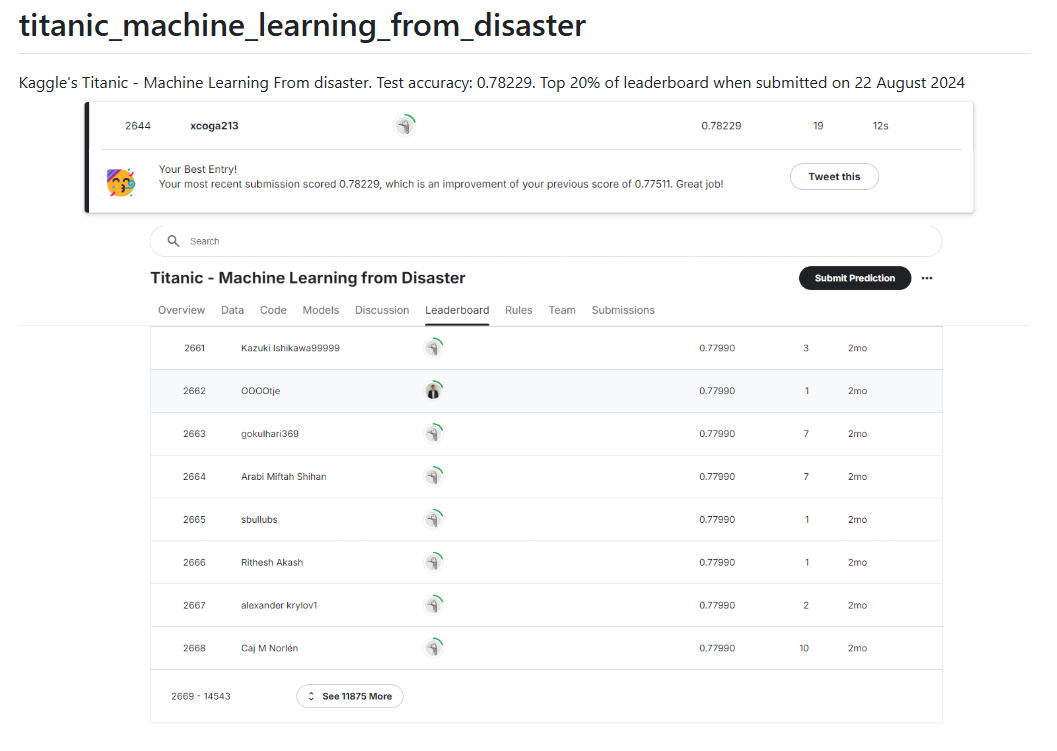 titanic_machine_learning_from_disaster
Kaggle's Titanic - Machine Learning From disaster. Test accuracy: 0.78229. Top 20% of leaderboard when submitted on 22 August 2024
2644 xcoga213 0.78229 19 12s
Your Best Entry!
Your most recent submission scored 0.78229, which is an improvement of your previous score of 0.77511. Great job!
Tweet this
Search
Titanic - Machine Learning from Disaster
Submit Prediction ...
Overview Data Code Models Discussion Leaderboard Rules Team Submissions
2661 Kazuki Ishikawa99999 0.77990 3 2mo
2662 OOOOtje 0.77990 1 2mo
2663 gokulhari369 0.77990 7 2mo
2664 Arabi Miftah Shihan 0.77990 7 2mo
2665 sbullubs 0.77990 1 2mo
2666 Rithesh Akash 0.77990 1 2mo
2667 alexander krylov1 0.77990 2 2mo
2668 Caj M Norlén 0.77990 10 2mo
2669 - 14543 See 11875 More